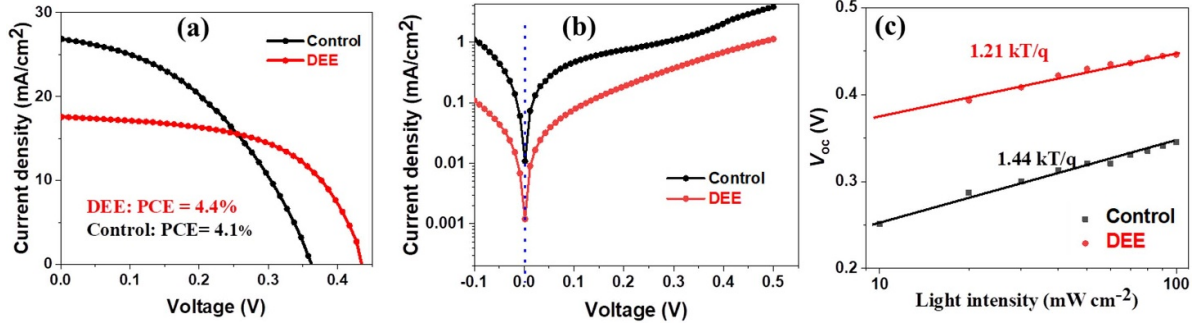 (a)
Control
DEE
30
20
10
0
Current density (mA/cm2)
DEE: PCE = 4.4%
Control: PCE= 4.1%
0.0 0.1 0.2 0.3 0.4
Voltage (V)
(b)
1
0.1
0.01
0.001
Current density (mA/cm2)
Control
DEE
-0.1 0.0 0.1 0.2 0.3 0.4 0.5
Voltage (V)
(c)
0.5
0.4
0.3
0.2
Voc (V)
1.21 kT/q
1.44 kT/q
Control
DEE
10 100
Light intensity (mW cm-2)